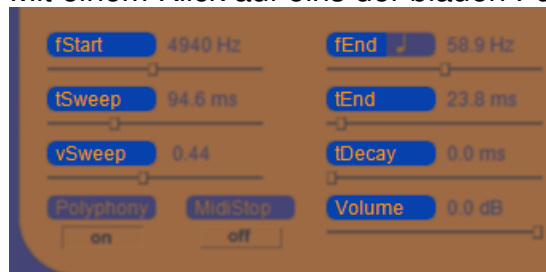 fStart 4940 Hz fEnd 58.9 Hz
tSweep 94.6 ms tEnd 23.8 ms
vSweep 0.44 tDecay 0.0 ms
Polyphony MidiStop Volume 0.0 dB
on off